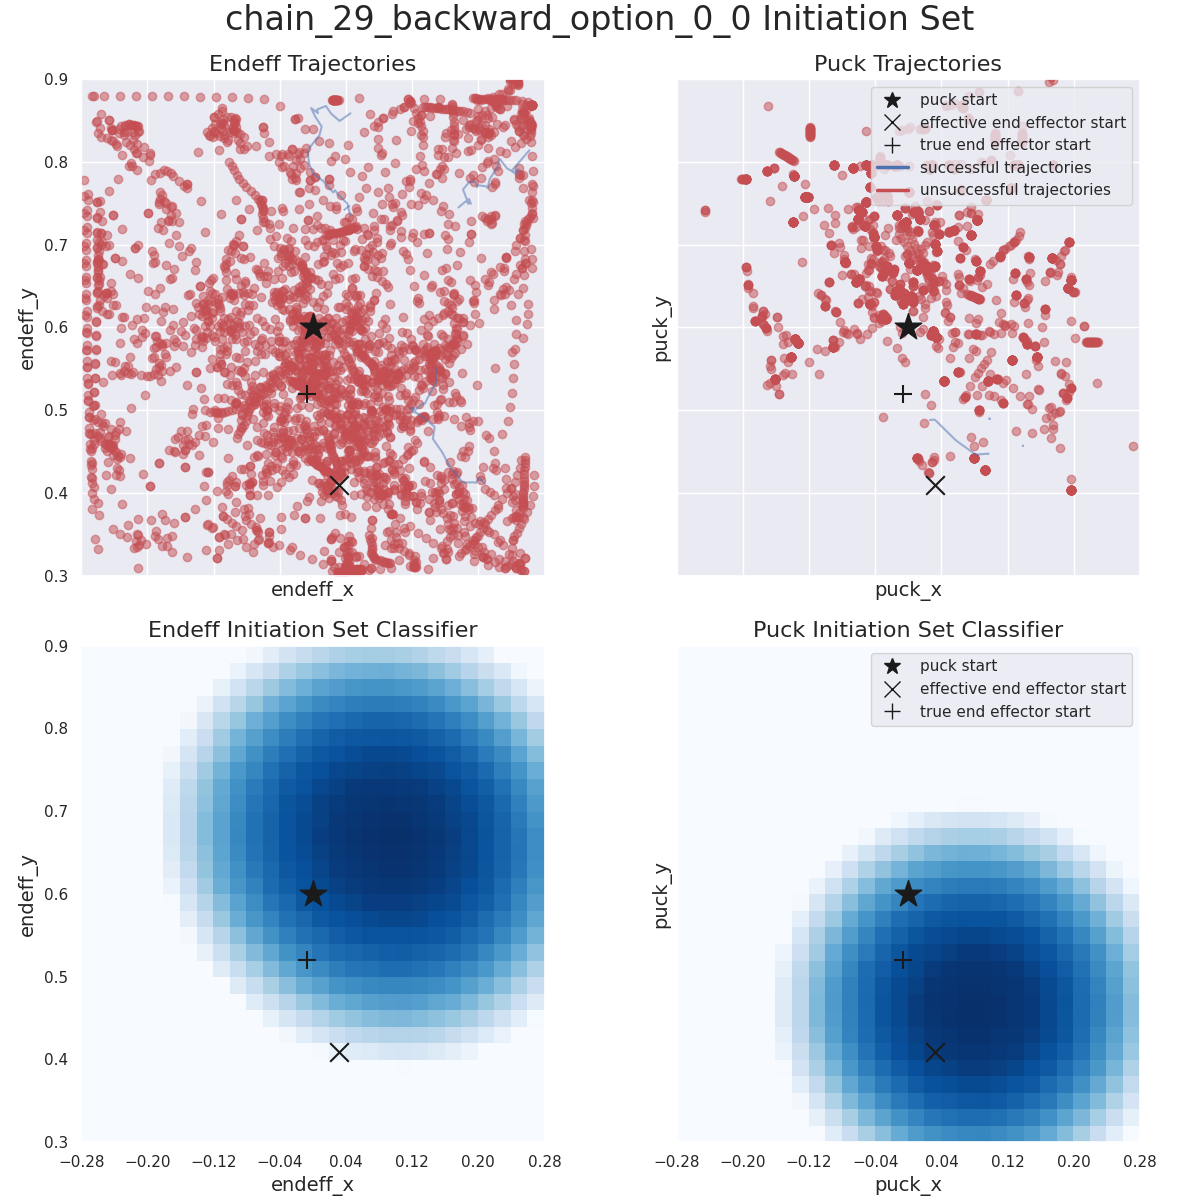 chain_29_backward_option_0_0 Initiation Set
Endeff Trajectories
0.9
0.8
0.7
0.6
0.5
0.4
0.3
endeff_y
endeff_x
Puck Trajectories
puck start
effective end effector start
true end effector start
successful trajectories
unsuccessful trajectories
puck_y
puck_x
Endeff Initiation Set Classifier
0.9
0.8
0.7
0.6
0.5
0.4
0.3
endeff_y
−0.28 −0.20 −0.12 −0.04 0.04 0.12 0.20 0.28
endeff_x
Puck Initiation Set Classifier
puck start
effective end effector start
true end effector start
puck_y
−0.28 −0.20 −0.12 −0.04 0.04 0.12 0.20 0.28
puck_x